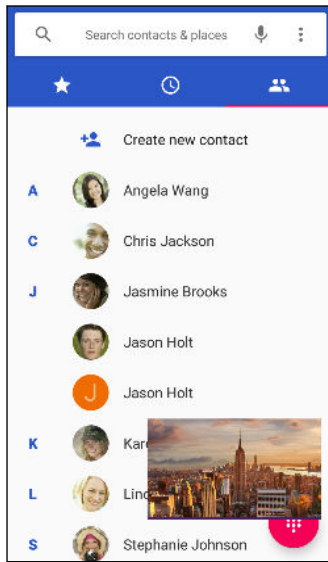 Search contacts & places
Create new contact
A Angela Wang
C Chris Jackson
J Jasmine Brooks
Jason Holt
J Jason Holt
K
L
S Stephanie Johnson